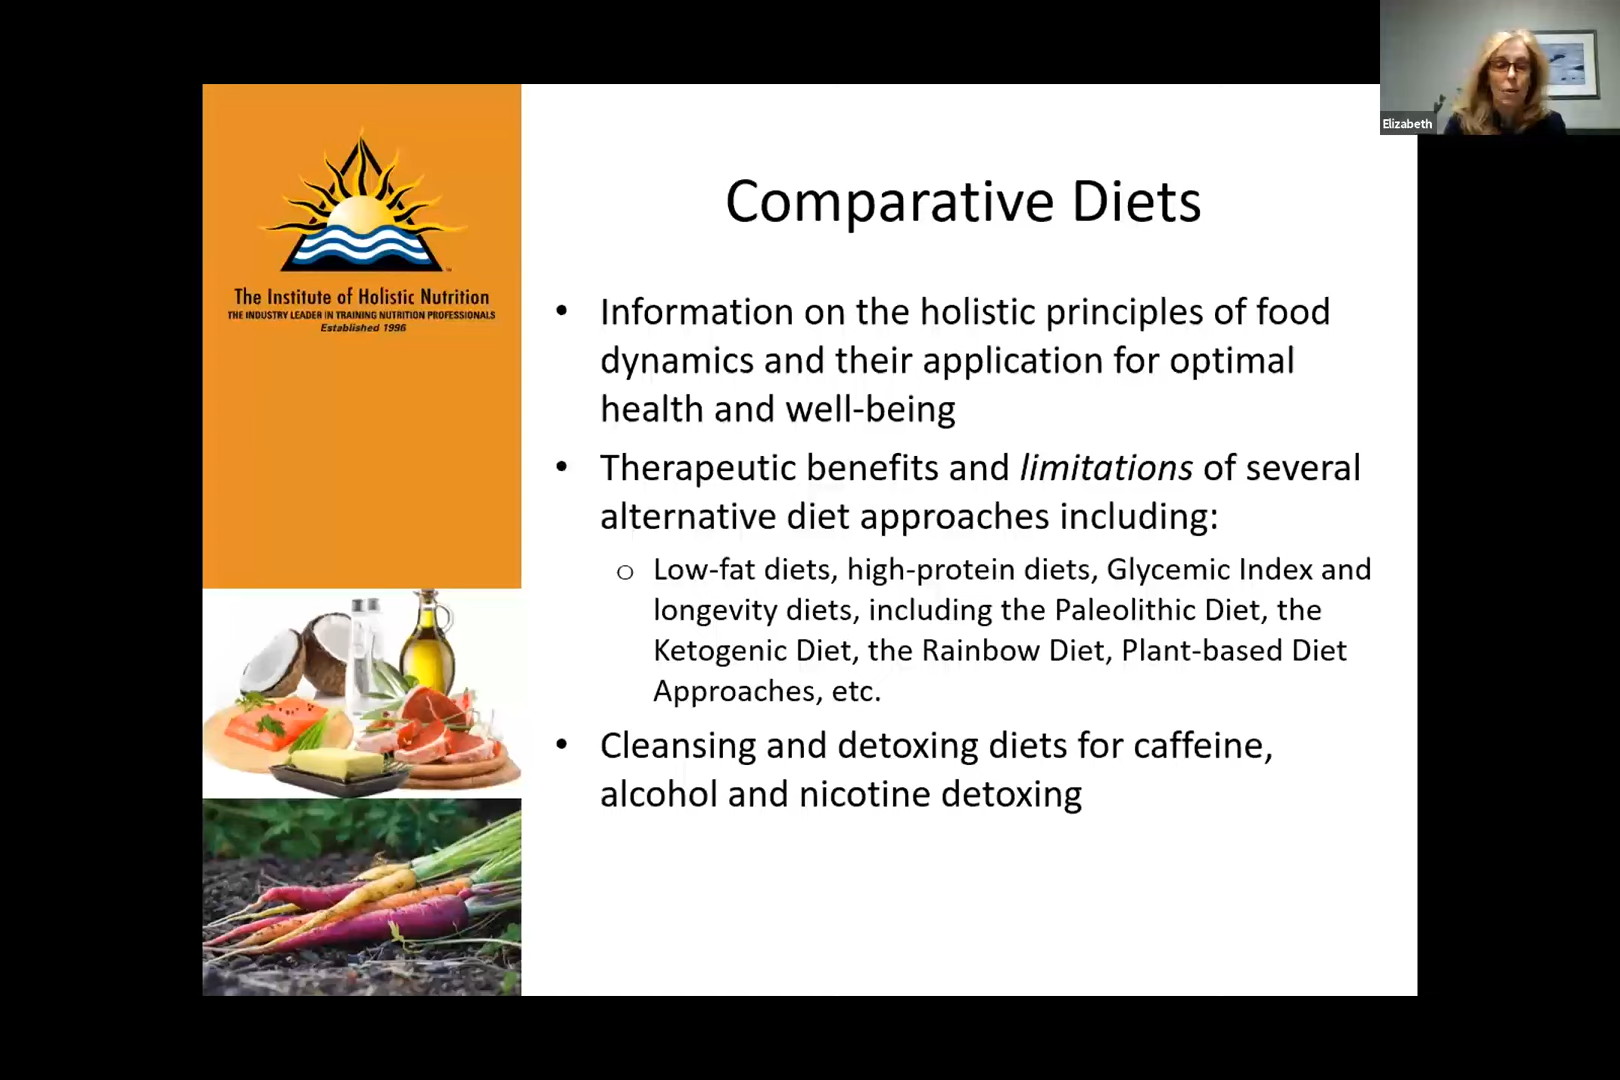 Elizabeth
The Institute of Holistic Nutrition
THE INDUSTRY LEADER IN TRAINING NUTRITION PROFESSIONALS
Established 1996
Comparative Diets
• Information on the holistic principles of food
dynamics and their application for optimal
health and well-being
• Therapeutic benefits and limitations of several
alternative diet approaches including:
o Low-fat diets, high-protein diets, Glycemic Index and
longevity diets, including the Paleolithic Diet, the
Ketogenic Diet, the Rainbow Diet, Plant-based Diet
Approaches, etc.
• Cleansing and detoxing diets for caffeine,
alcohol and nicotine detoxing